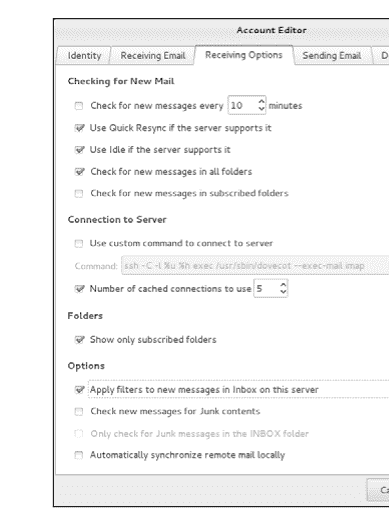 Account Editor
Identity Receiving Email Receiving Options Sending Email D
Checking for New Mail
Check for new messages every 10 minutes
Use Quick Resync if the server supports it
Use Idle if the server supports it
Check for new messages in all folders
Check for new messages in subscribed folders
Connection to Server
Use custom command to connect to server
Command: ssh -C -l %u %h exec /usr/sbin/dovecot --exec-mail imap
Number of cached connections to use 5
Folders
Show only subscribed folders
Options
Apply filters to new messages in Inbox on this server
Check new messages for Junk contents
Only check for Junk messages in the INBOX folder
Automatically synchronize remote mail locally
Ca